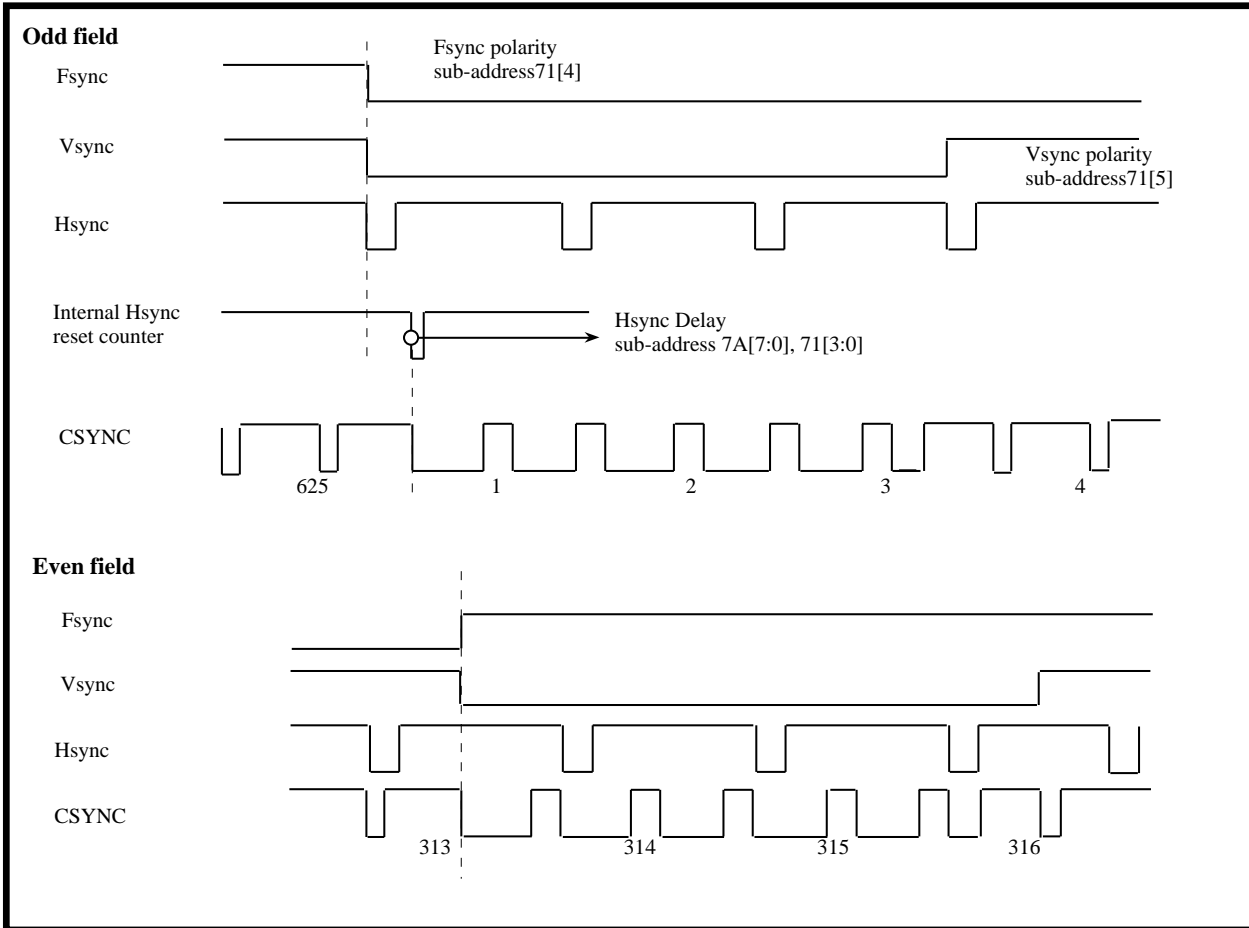 Odd field
Fsync
Fsync polarity
sub-address71[4]
Vsync
Vsync polarity
sub-address71[5]
Hsync
Internal Hsync
reset counter
Hsync Delay
sub-address 7A[7:0], 71[3:0]
CSYNC
625 1 2 3 4
Even field
Fsync
Vsync
Hsync
CSYNC
313 314 315 316